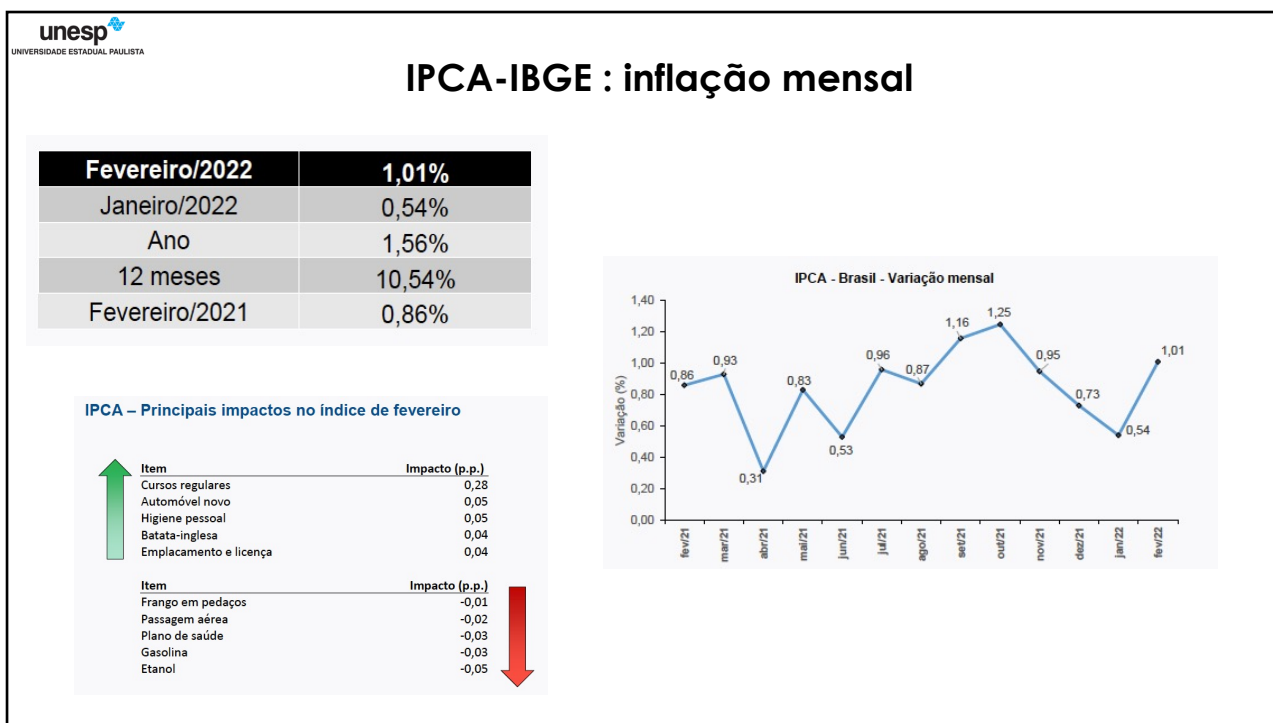 unesp
UNIVERSIDADE ESTADUAL PAULISTA
IPCA-IBGE : inflação mensal
Fevereiro/2022 1,01%
Janeiro/2022 0,54%
Ano 1,56%
12 meses 10,54%
Fevereiro/2021 0,86%
IPCA – Principais impactos no índice de fevereiro
Item Impacto (p.p.)
Cursos regulares 0,28
Automóvel novo 0,05
Higiene pessoal 0,05
Batata-inglesa 0,04
Emplacamento e licença 0,04
Item Impacto (p.p.)
Frango em pedaços -0,01
Passagem aérea -0,02
Plano de saúde -0,03
Gasolina -0,03
Etanol -0,05
IPCA - Brasil - Variação mensal
Variação (%)
1,40
1,20
1,00
0,80
0,60
0,40
0,20
0,00
0,86
0,93
0,31
0,83
0,53
0,96
0,87
1,16
1,25
0,95
0,73
0,54
1,01
fev/21
mar/21
abr/21
mai/21
jun/21
jul/21
ago/21
set/21
out/21
nov/21
dez/21
jan/22
fev/22